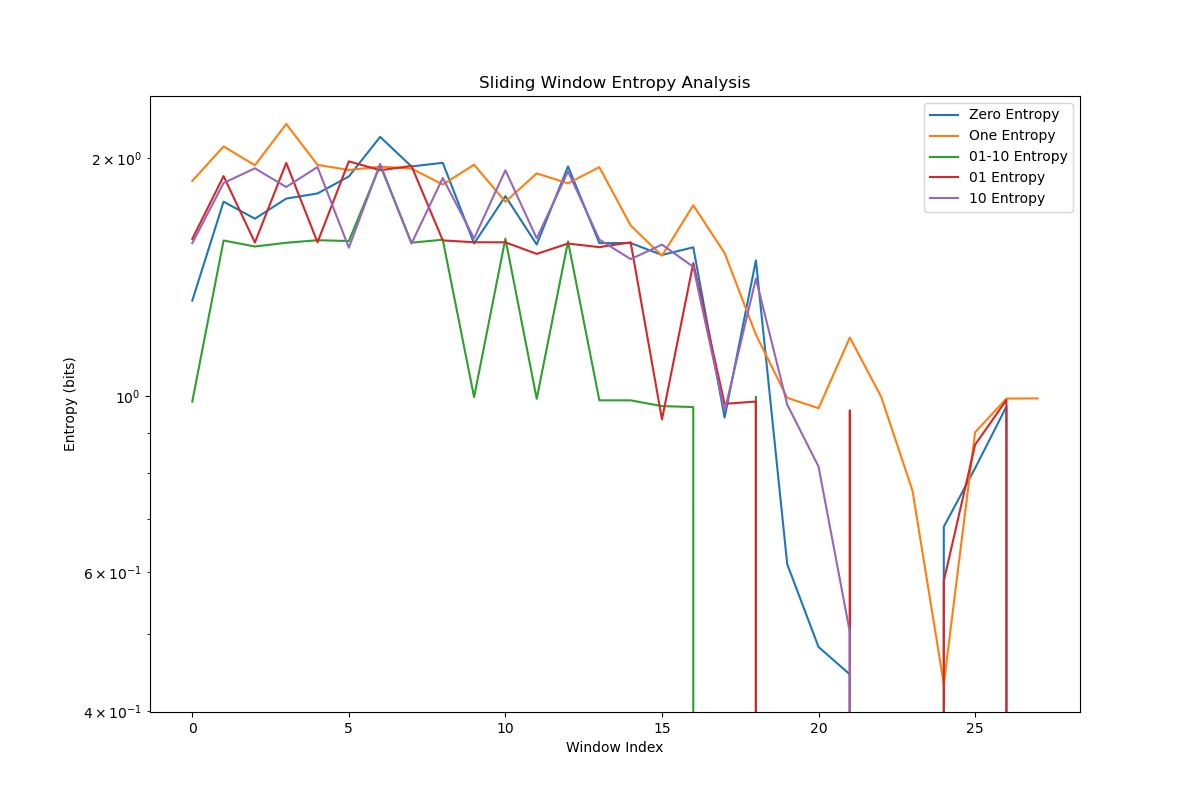 Sliding Window Entropy Analysis
Zero Entropy
One Entropy
01-10 Entropy
01 Entropy
10 Entropy
Entropy (bits)
2 × 10⁰
10⁰
6 × 10⁻¹
4 × 10⁻¹
0 5 10 15 20 25
Window Index